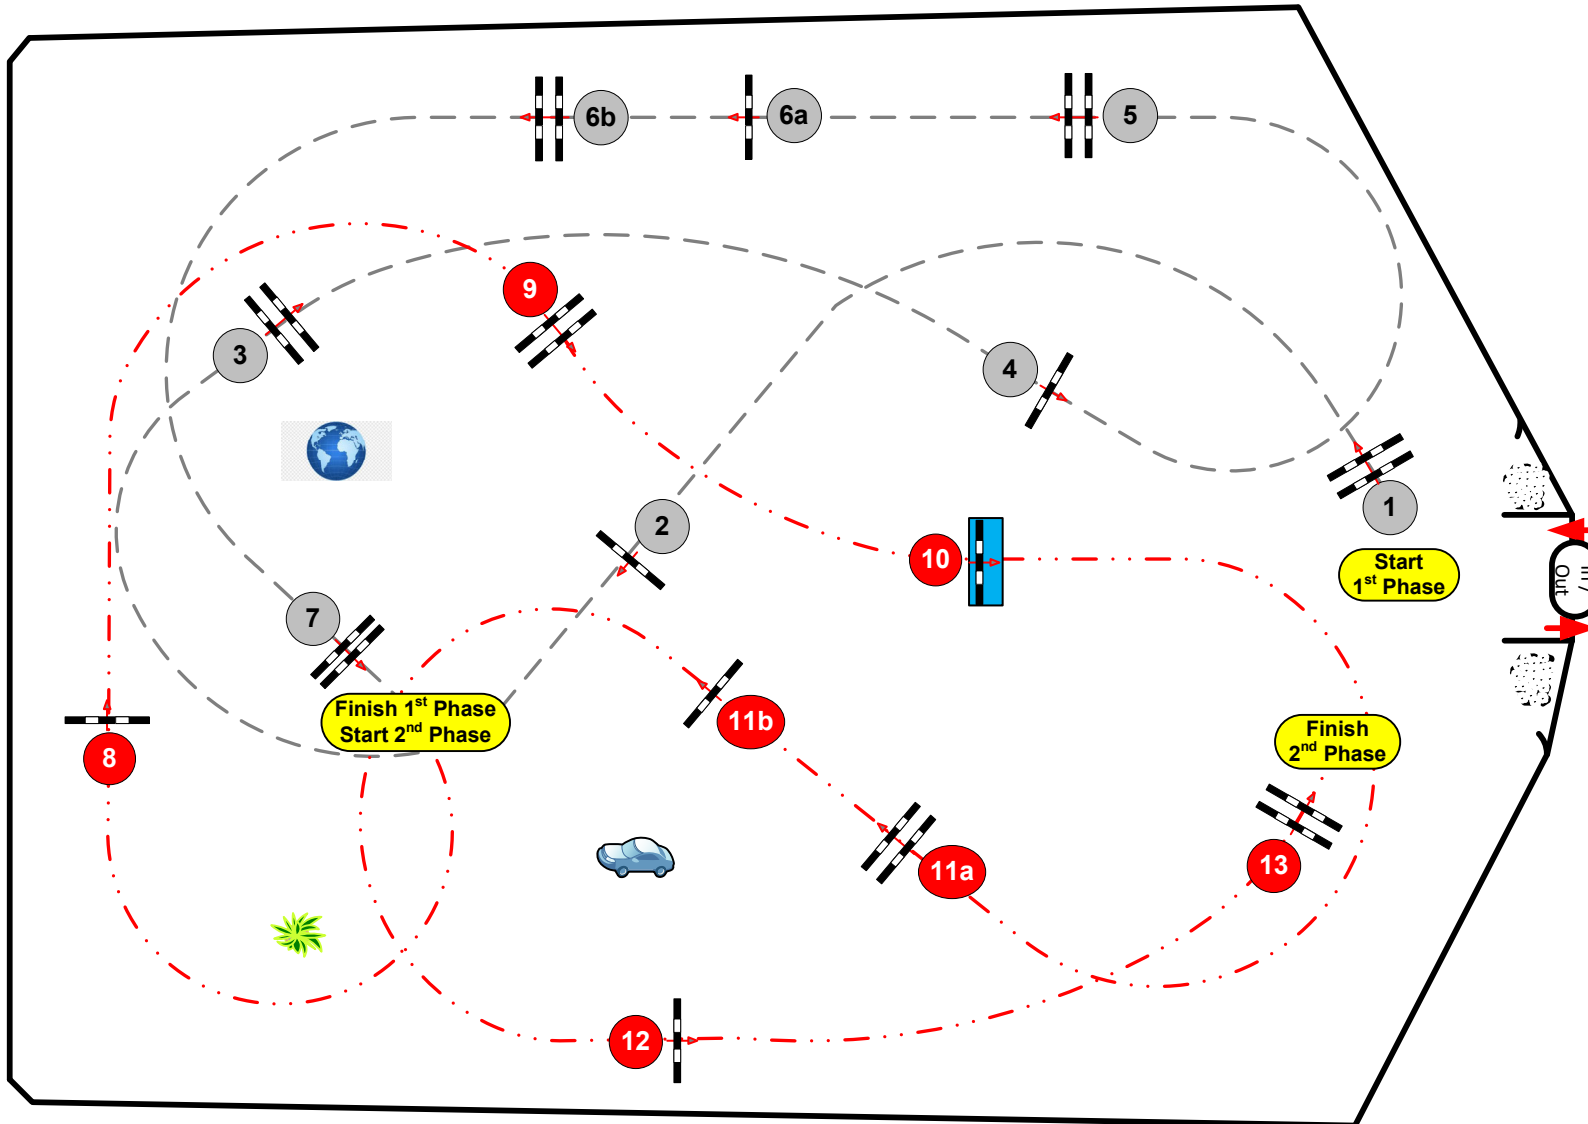 6b
6a
5
9
3
4
1
2
10
Start
1st Phase
In /
Out
7
Finish 1st Phase
Start 2nd Phase
11b
Finish
2nd Phase
8
11a
13
12